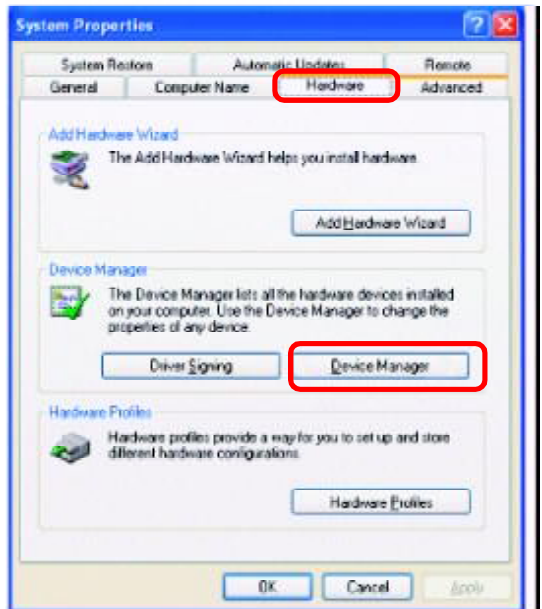 System Properties
System Restore Automatic Updates Remote
General Computer Name Hardware Advanced
Add Hardware Wizard
The Add Hardware Wizard helps you install hardware.
Add Hardware Wizard
Device Manager
The Device Manager lists all the hardware devices installed
on your computer. Use the Device Manager to change the
properties of any device.
Driver Signing Device Manager
Hardware Profiles
Hardware profiles provide a way for you to set up and store
different hardware configurations.
Hardware Profiles
OK Cancel Apply